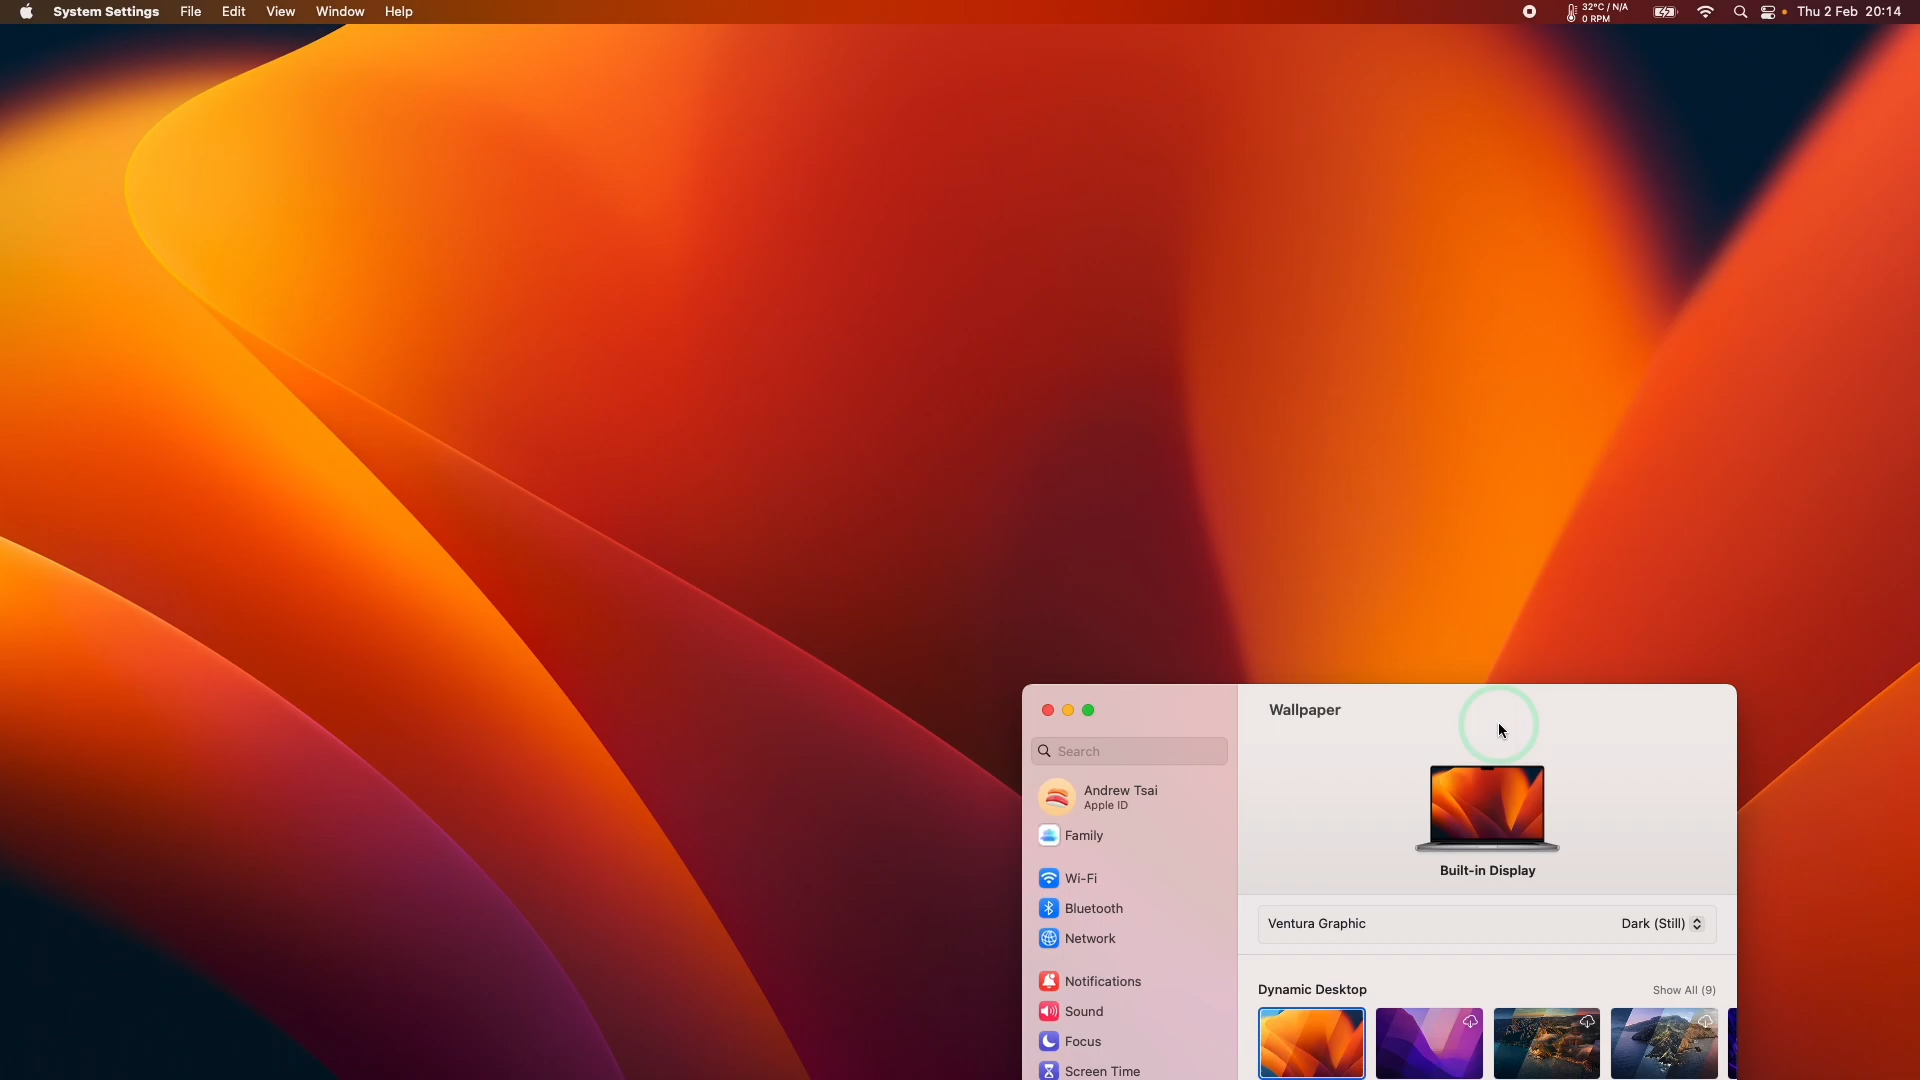 System Settings File Edit View Window Help
32°C / N/A
0 RPM
Thu 2 Feb 20:14
Wallpaper
Search
Andrew Tsai
Apple ID
Family
Built-in Display
Wi-Fi
Bluetooth
Network
Ventura Graphic Dark (Still)
Notifications
Sound
Focus
Screen Time
Dynamic Desktop Show All (9)